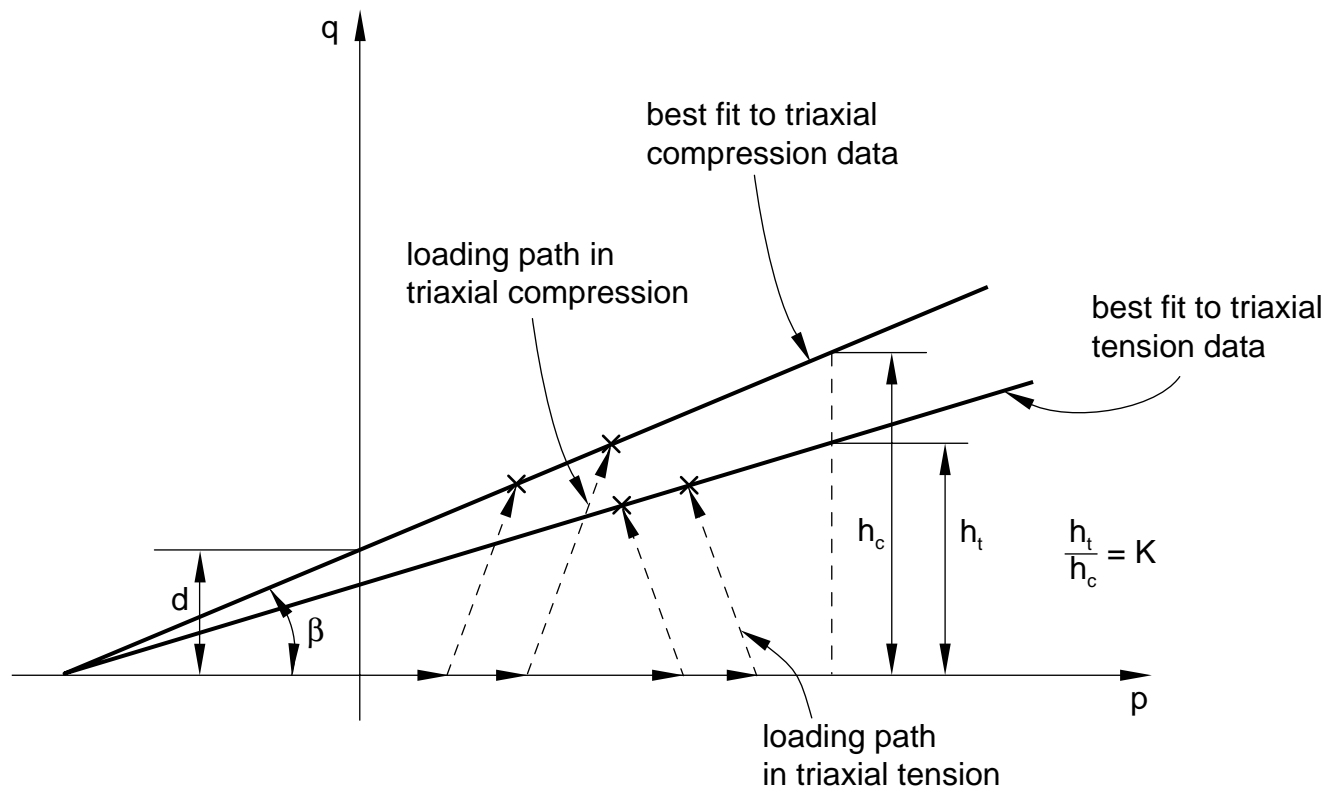 q
best fit to triaxial
compression data
loading path in
triaxial compression
best fit to triaxial
tension data
d
β
h_c
h_t
h_t
h_c
= K
p
loading path
in triaxial tension